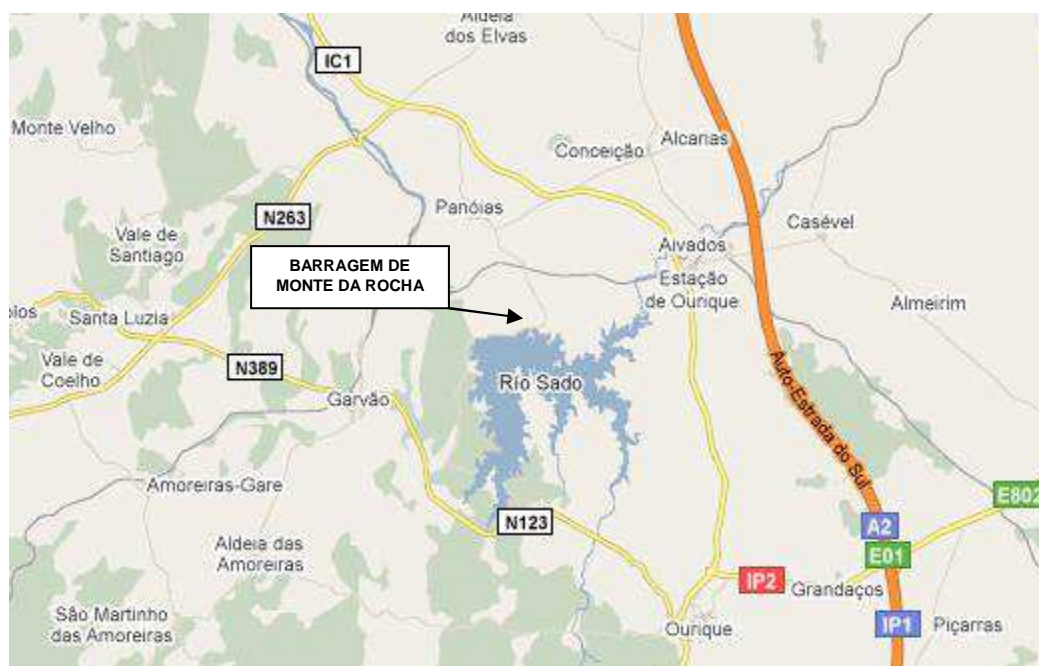 Aldeia
dos Elvas
IC1
Monte Velho
Conceição
Alcarias
N263
Panóias
Casével
Vale de
Santiago
Aivados
BARRAGEM DE
MONTE DA ROCHA
Estação
de Ourique
Almeirim
Santa Luzia
Vale de
Coelho
N389
Rio Sado
Garvão
Auto-Estrada do Sul
Amoreiras-Gare
E802
N123
A2
Aldeia das
Amoreiras
E01
IP2
Grandaços
São Martinho
das Amoreiras
Ourique
IP1
Piçarras